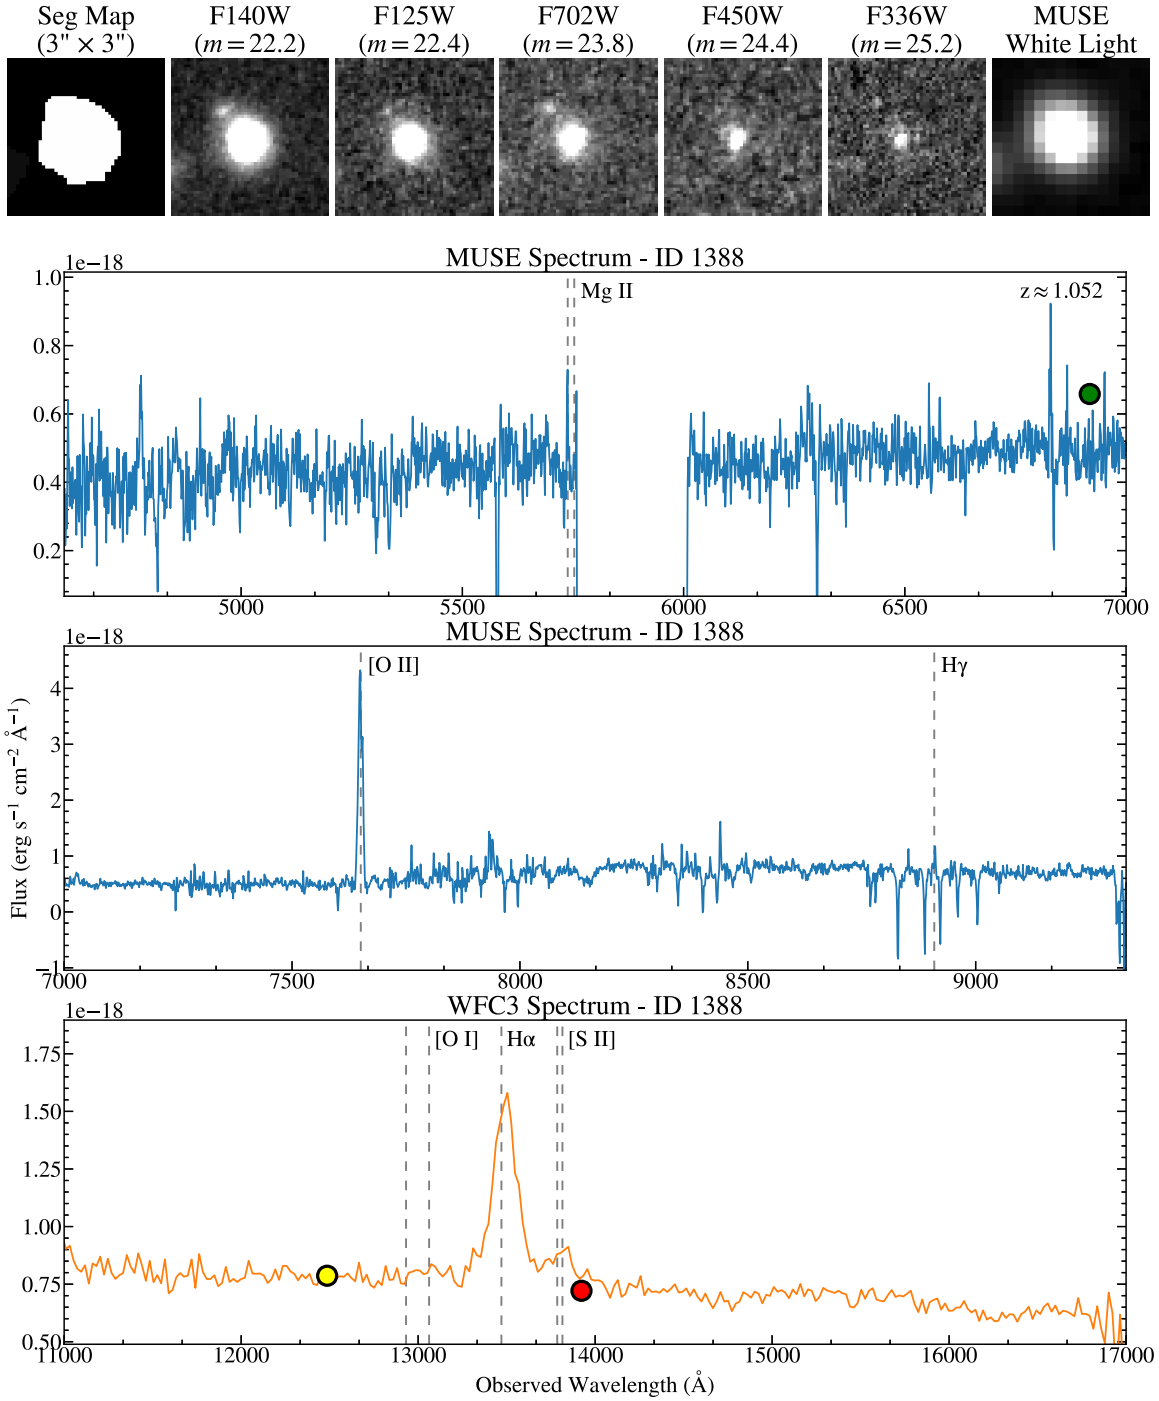 Seg Map
(3" × 3")
F140W
(m = 22.2)
F125W
(m = 22.4)
F702W
(m = 23.8)
F450W
(m = 24.4)
F336W
(m = 25.2)
MUSE
White Light
MUSE Spectrum - ID 1388
1e−18
Mg II
z ≈ 1.052
1.0
0.8
0.6
0.4
0.2
5000
5500
6000
6500
7000
MUSE Spectrum - ID 1388
1e−18
[O II]
Hγ
4
3
2
1
0
−1
7000
7500
8000
8500
9000
Flux (erg s⁻¹ cm⁻² Å⁻¹)
WFC3 Spectrum - ID 1388
1e−18
[O I]
Hα
[S II]
1.75
1.50
1.25
1.00
0.75
0.50
11000
12000
13000
14000
15000
16000
17000
Observed Wavelength (Å)